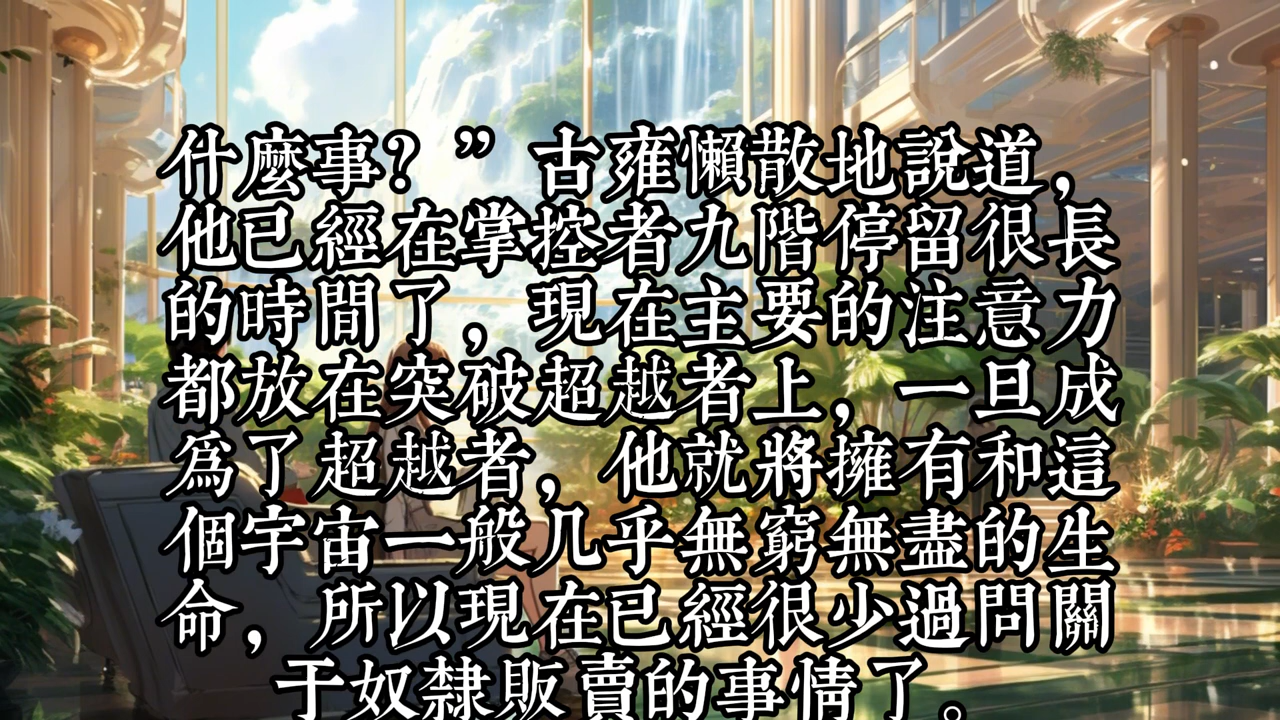 什麼事？”古雍懶散地說道，
他已經在掌控者九階停留很長
的時間了，現在主要的注意力
都放在突破超越者上，一旦成
爲了超越者，他就將擁有和這
個宇宙一般几乎無窮無盡的生
命，所以現在已經很少過問關
于奴隸販賣的事情了。